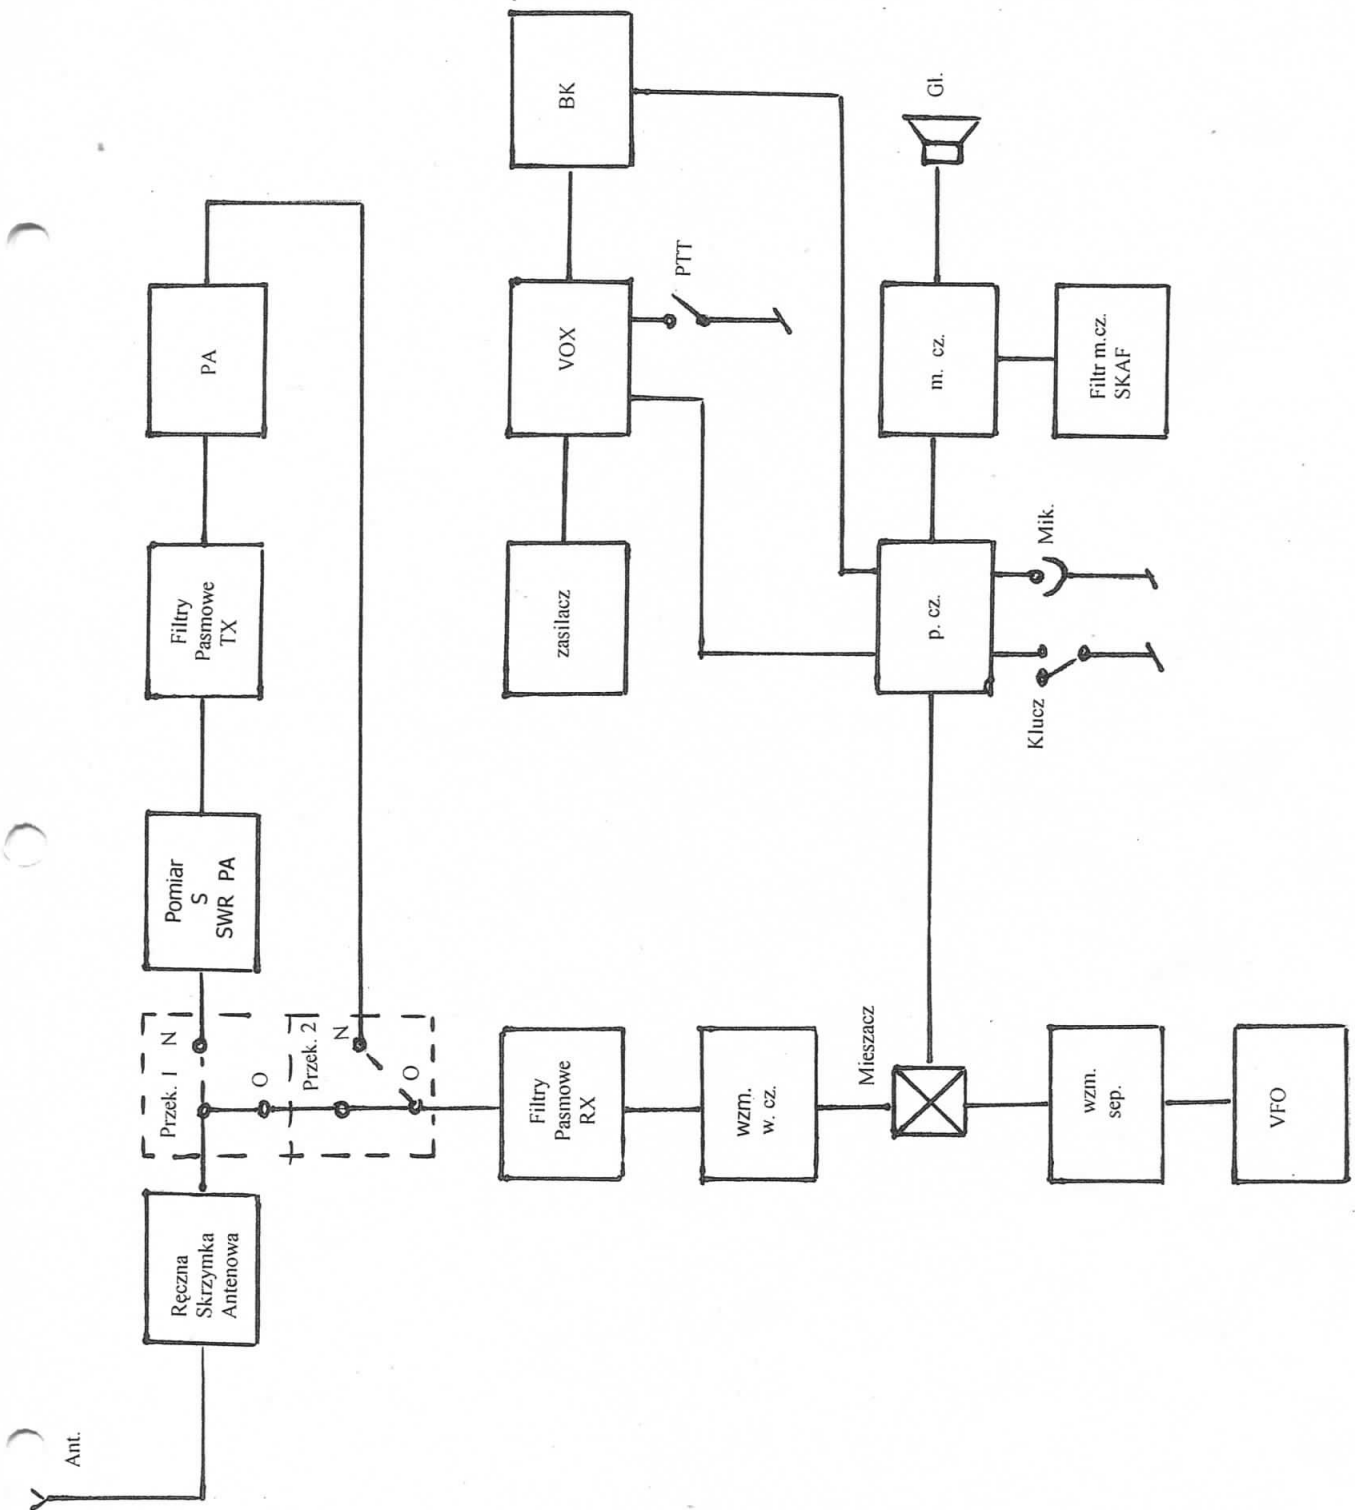 Ant.
Ręczna
Skrzymka
Antenowa
Przek. 1 N
O
Pomiar
S
SWR PA
Filtry
Pasmowe
TX
PA
Przek. 2
N
O
Filtry
Pasmowe
RX
zasilacz
VOX
BK
PTT
wzm.
w. cz.
Mieszacz
p. cz.
m. cz.
Gl.
Klucz
Mik.
wzm.
sep.
Filtr m.cz.
SKAF
VFO